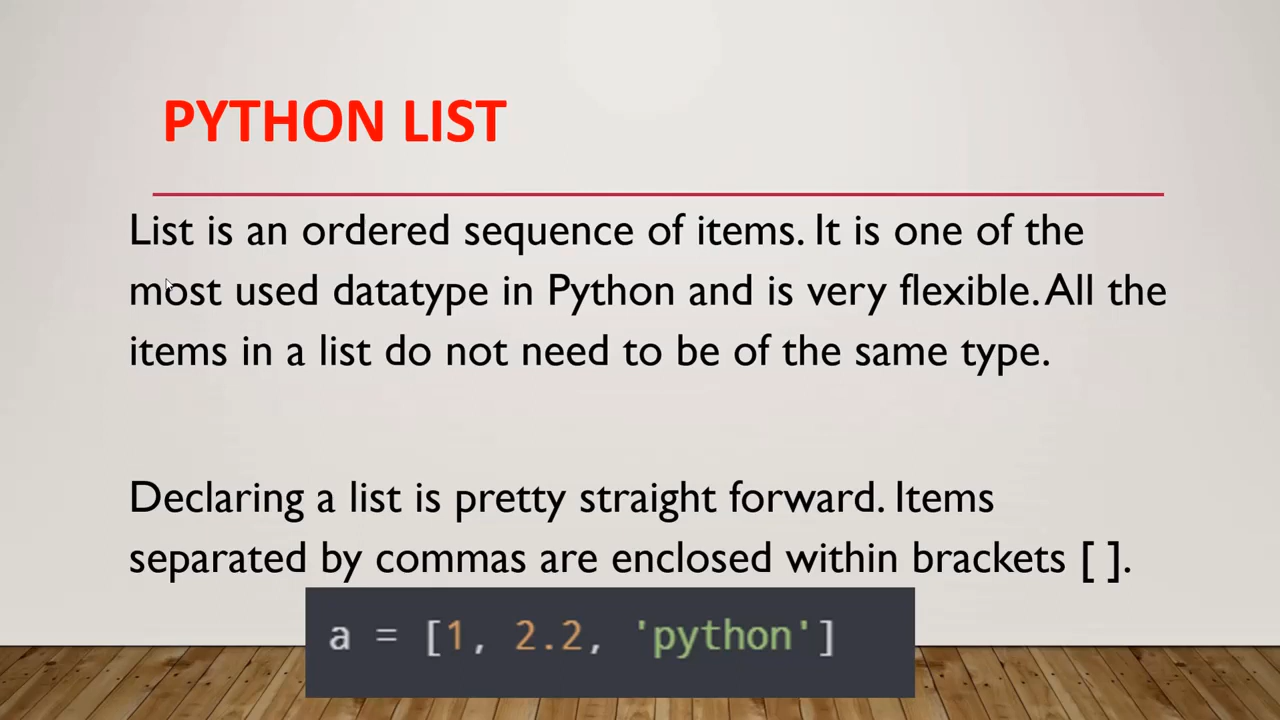 PYTHON LIST
List is an ordered sequence of items. It is one of the
most used datatype in Python and is very flexible. All the
items in a list do not need to be of the same type.
Declaring a list is pretty straight forward. Items
separated by commas are enclosed within brackets [ ].
a = [1, 2.2, 'python']